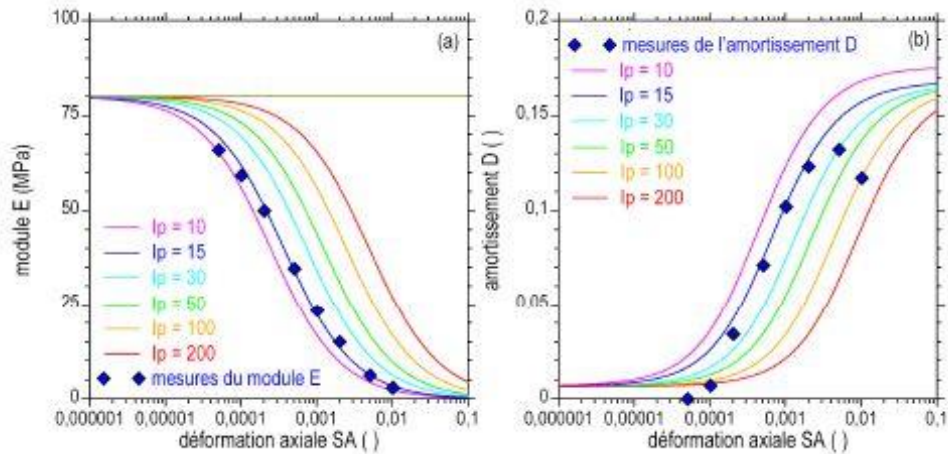 100
75
50
25
0
module E (MPa)
(a)
Ip = 10
Ip = 15
Ip = 30
Ip = 50
Ip = 100
Ip = 200
mesures du module E
0,000001 0,00001 0,0001 0,001 0,01 0,1
déformation axiale SA ( )
0,2
0,15
0,1
0,05
0
amortissement D ( )
mesures de l'amortissement D
(b)
Ip = 10
Ip = 15
Ip = 30
Ip = 50
Ip = 100
Ip = 200
0,000001 0,00001 0,0001 0,001 0,01 0,1
déformation axiale SA ( )